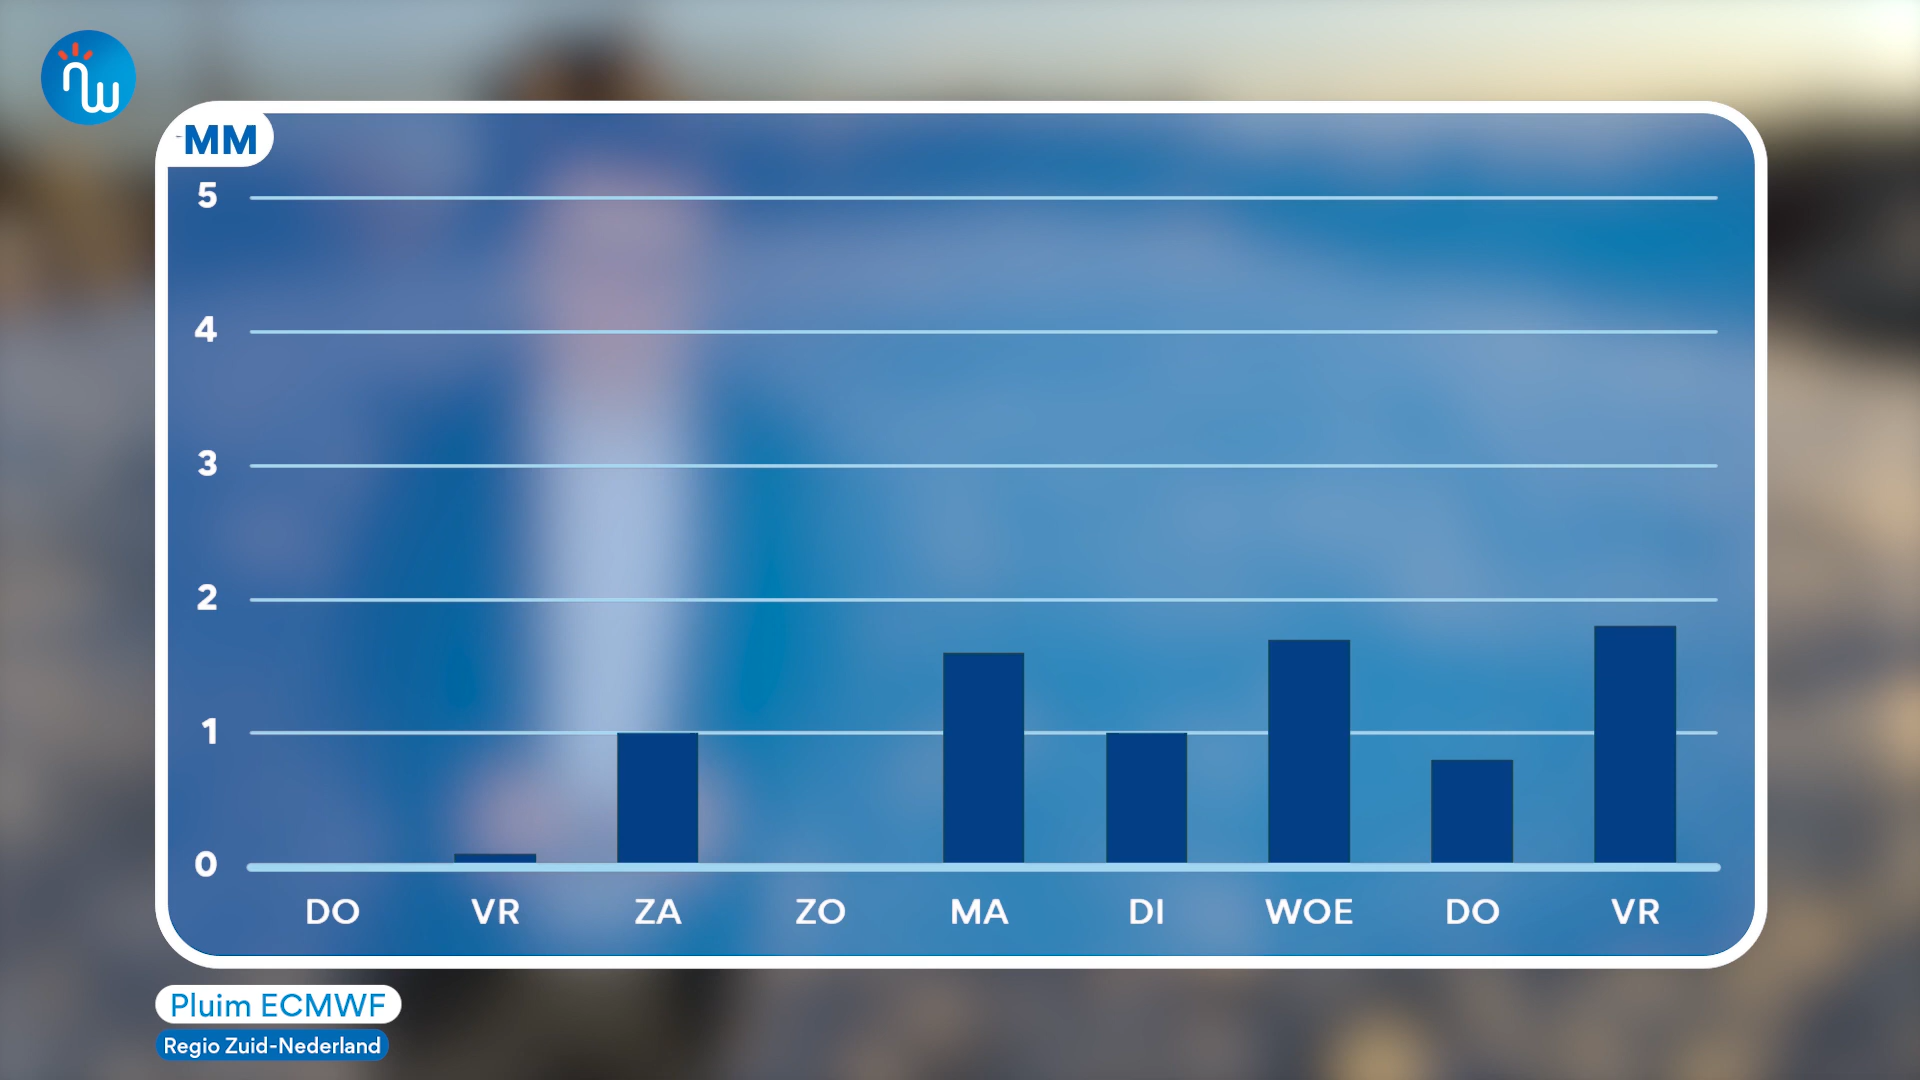 nw
MM
5
4
3
2
1
0
DO VR ZA ZO MA DI WOE DO VR
Pluim ECMWF
Regio Zuid-Nederland